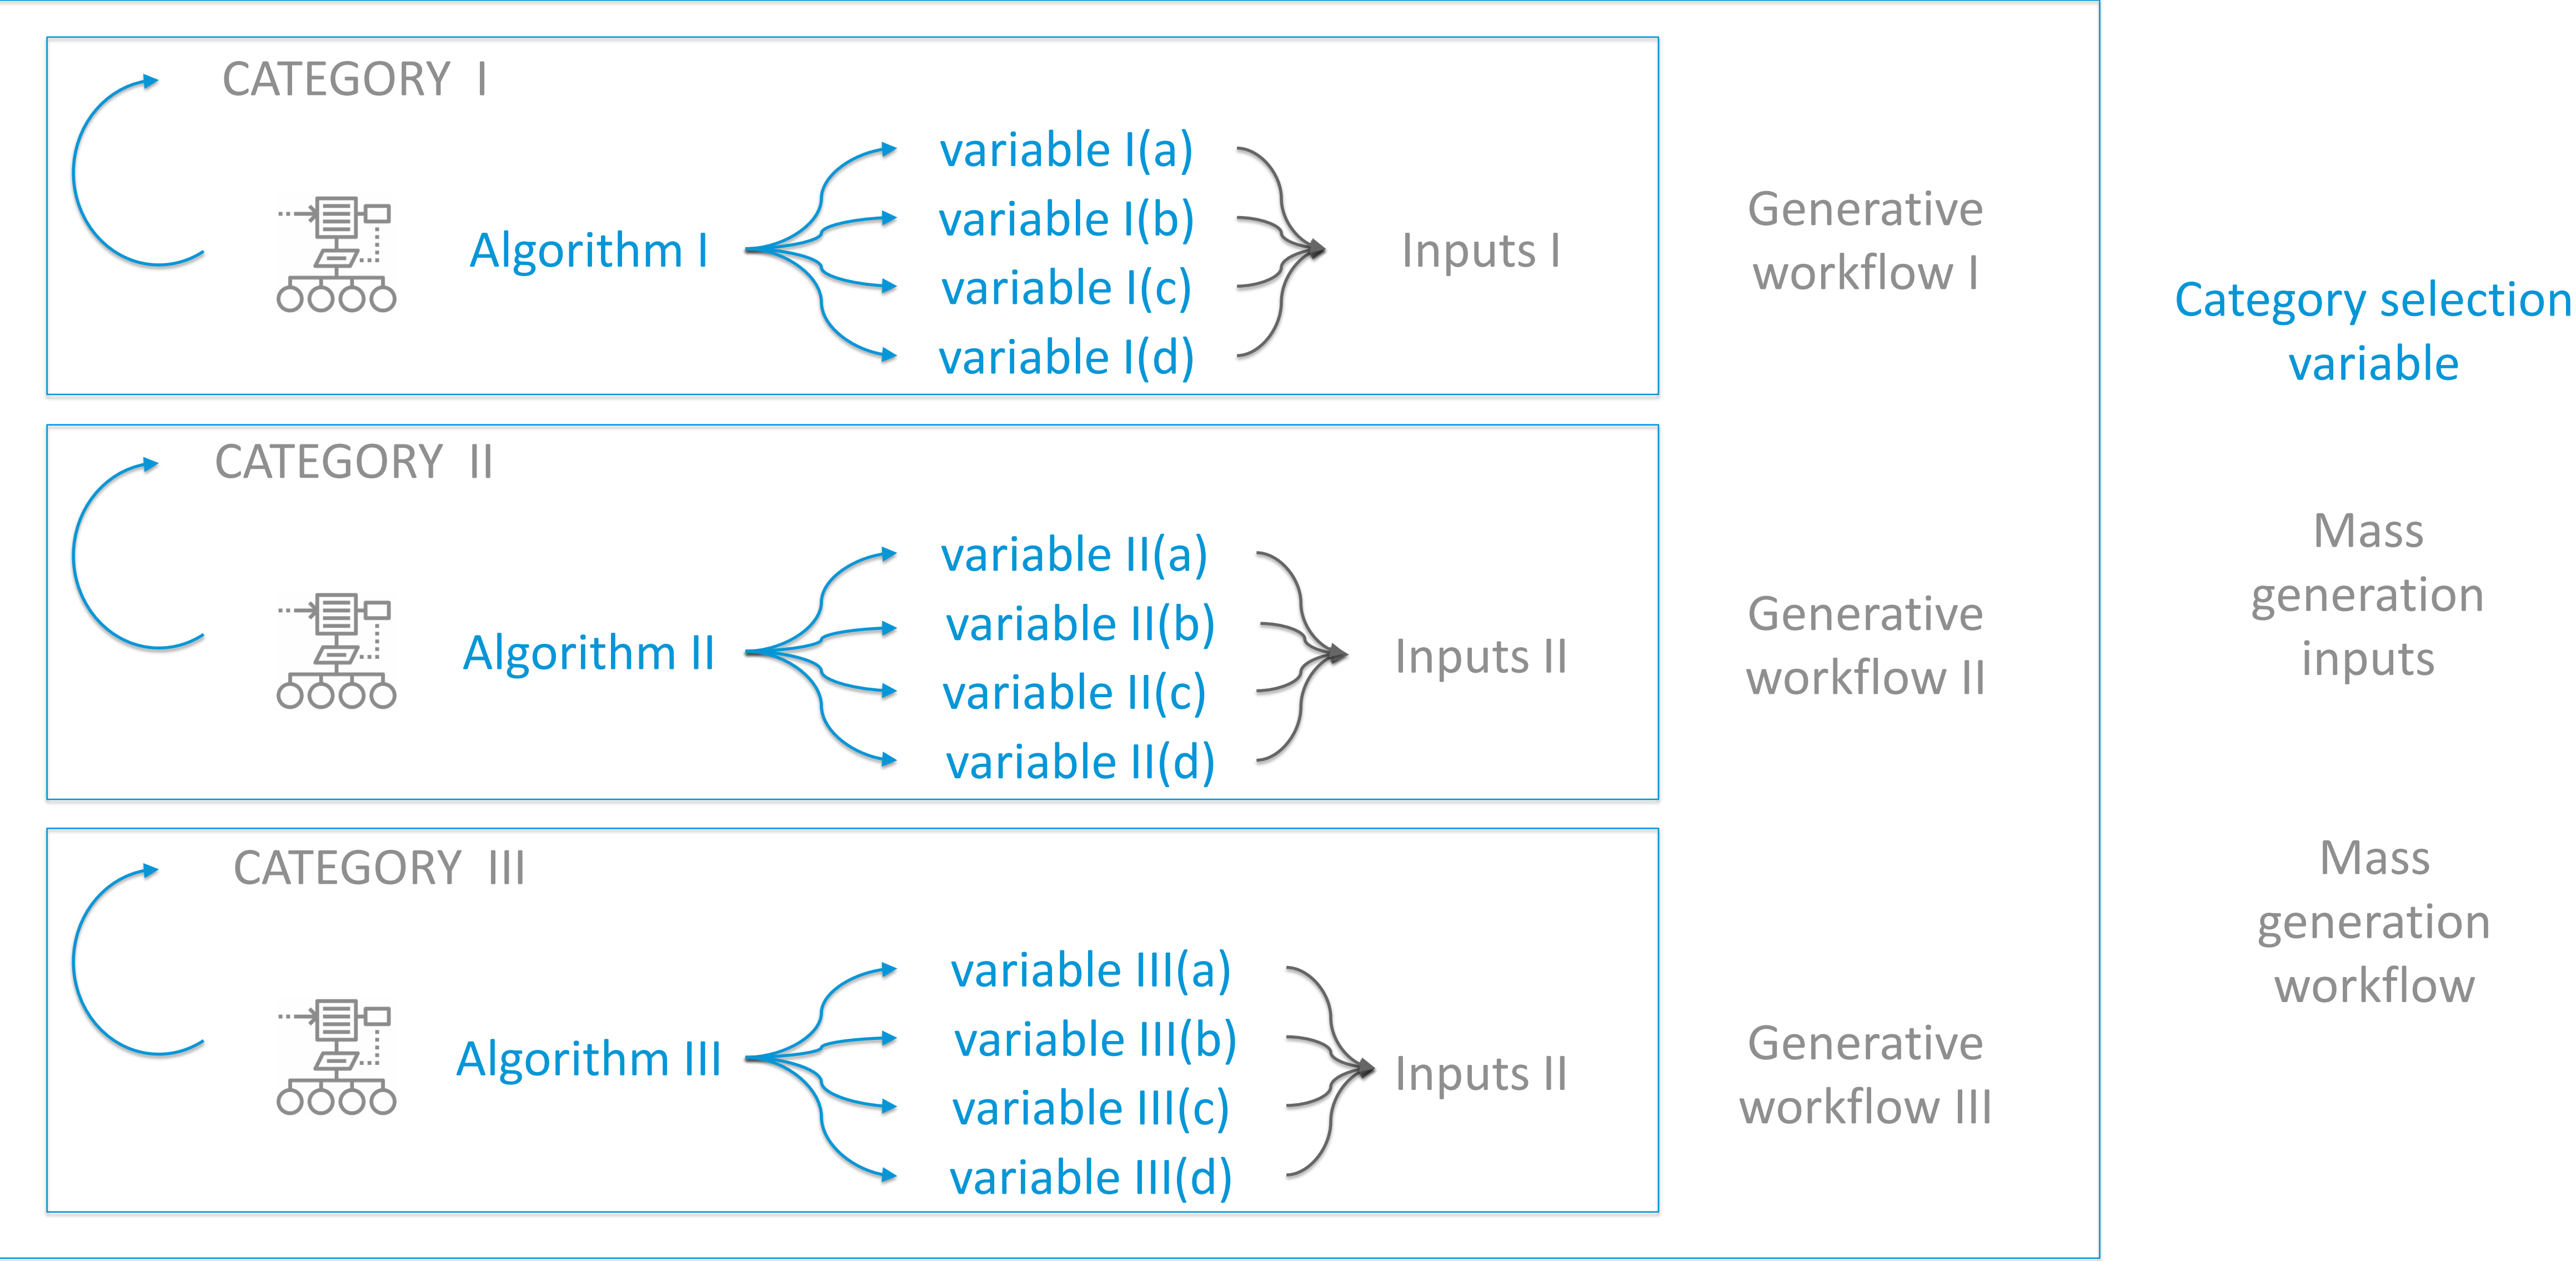 CATEGORY I
variable I(a)
variable I(b)
Algorithm I
variable I(c)
variable I(d)
Inputs I
Generative
workflow I
CATEGORY II
variable II(a)
variable II(b)
Algorithm II
variable II(c)
variable II(d)
Inputs II
Generative
workflow II
CATEGORY III
variable III(a)
variable III(b)
Algorithm III
variable III(c)
variable III(d)
Inputs II
Generative
workflow III
Category selection
variable
Mass
generation
inputs
Mass
generation
workflow